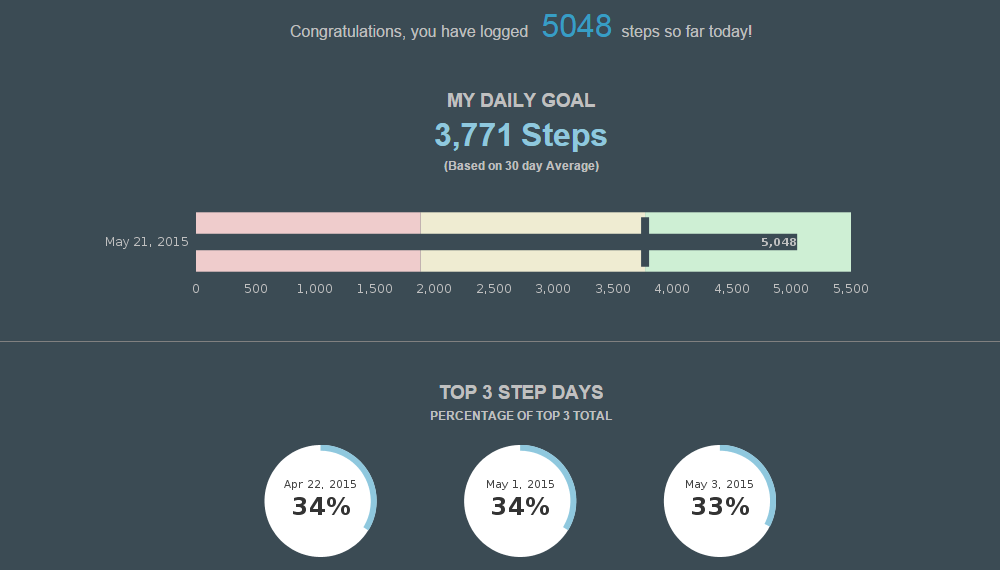 Congratulations, you have logged 5048 steps so far today!
MY DAILY GOAL
3,771 Steps
(Based on 30 day Average)
May 21, 2015 5,048
0 500 1,000 1,500 2,000 2,500 3,000 3,500 4,000 4,500 5,000 5,500
TOP 3 STEP DAYS
PERCENTAGE OF TOP 3 TOTAL
Apr 22, 2015 May 1, 2015 May 3, 2015
34% 34% 33%